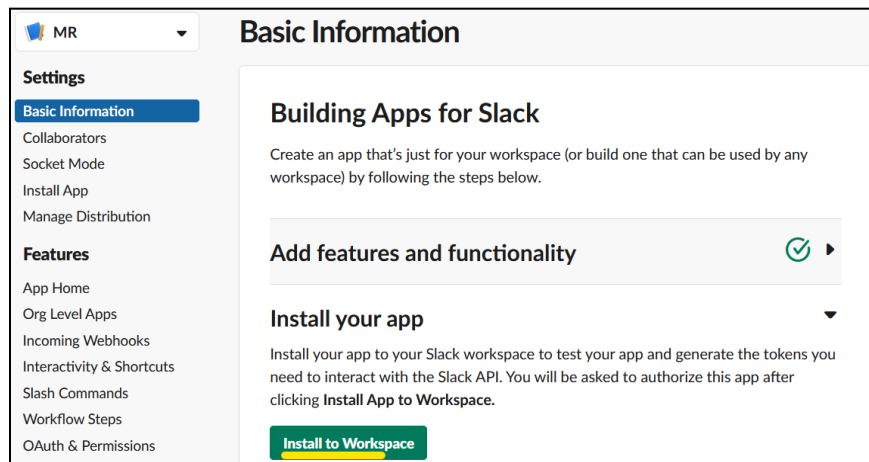 MR
Basic Information
Settings
Basic Information
Collaborators
Socket Mode
Install App
Manage Distribution
Features
App Home
Org Level Apps
Incoming Webhooks
Interactivity & Shortcuts
Slash Commands
Workflow Steps
OAuth & Permissions
Building Apps for Slack
Create an app that's just for your workspace (or build one that can be used by any
workspace) by following the steps below.
Add features and functionality
Install your app
Install your app to your Slack workspace to test your app and generate the tokens you
need to interact with the Slack API. You will be asked to authorize this app after
clicking Install App to Workspace.
Install to Workspace